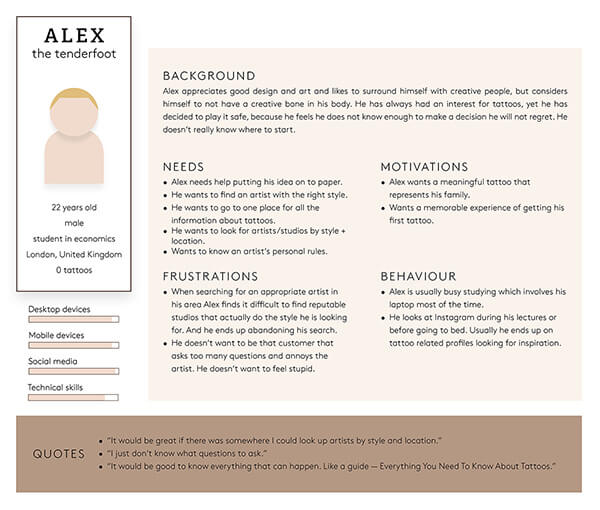 ALEX
the tenderfoot
22 years old
male
student in economics
London, United Kingdom
0 tattoos
Desktop devices
Mobile devices
Social media
Technical skills
BACKGROUND
Alex appreciates good design and art and likes to surround himself with creative people, but considers
himself to not have a creative bone in his body. He has always had an interest for tattoos, yet he has
decided to play it safe, because he feels he does not know enough to make a decision he will not regret. He
doesn't really know where to start.
NEEDS
• Alex needs help putting his idea on to paper.
• He wants to find an artist with the right style.
• He wants to go to one place for all the
information about tattoos.
• He wants to look for artists/studios by style +
location.
• Wants to know an artist's personal rules.
MOTIVATIONS
• Alex wants a meaningful tattoo that
represents his family.
• Wants a memorable experience of getting his
first tattoo.
FRUSTRATIONS
• When searching for an appropriate artist in
his area Alex finds it difficult to find reputable
studios that actually do the style he is looking
for. And he ends up abandoning his search.
• He doesn't want to be that customer that
asks too many questions and annoys the
artist. He doesn't want to feel stupid.
BEHAVIOUR
• Alex is usually busy studying which involves his
laptop most of the time.
• He looks at Instagram during his lectures or
before going to bed. Usually he ends up on
tattoo related profiles looking for inspiration.
QUOTES
• "It would be great if there was somewhere I could look up artists by style and location."
• "I just don't know what questions to ask."
• "It would be good to know everything that can happen. Like a guide — Everything You Need To Know About Tattoos."